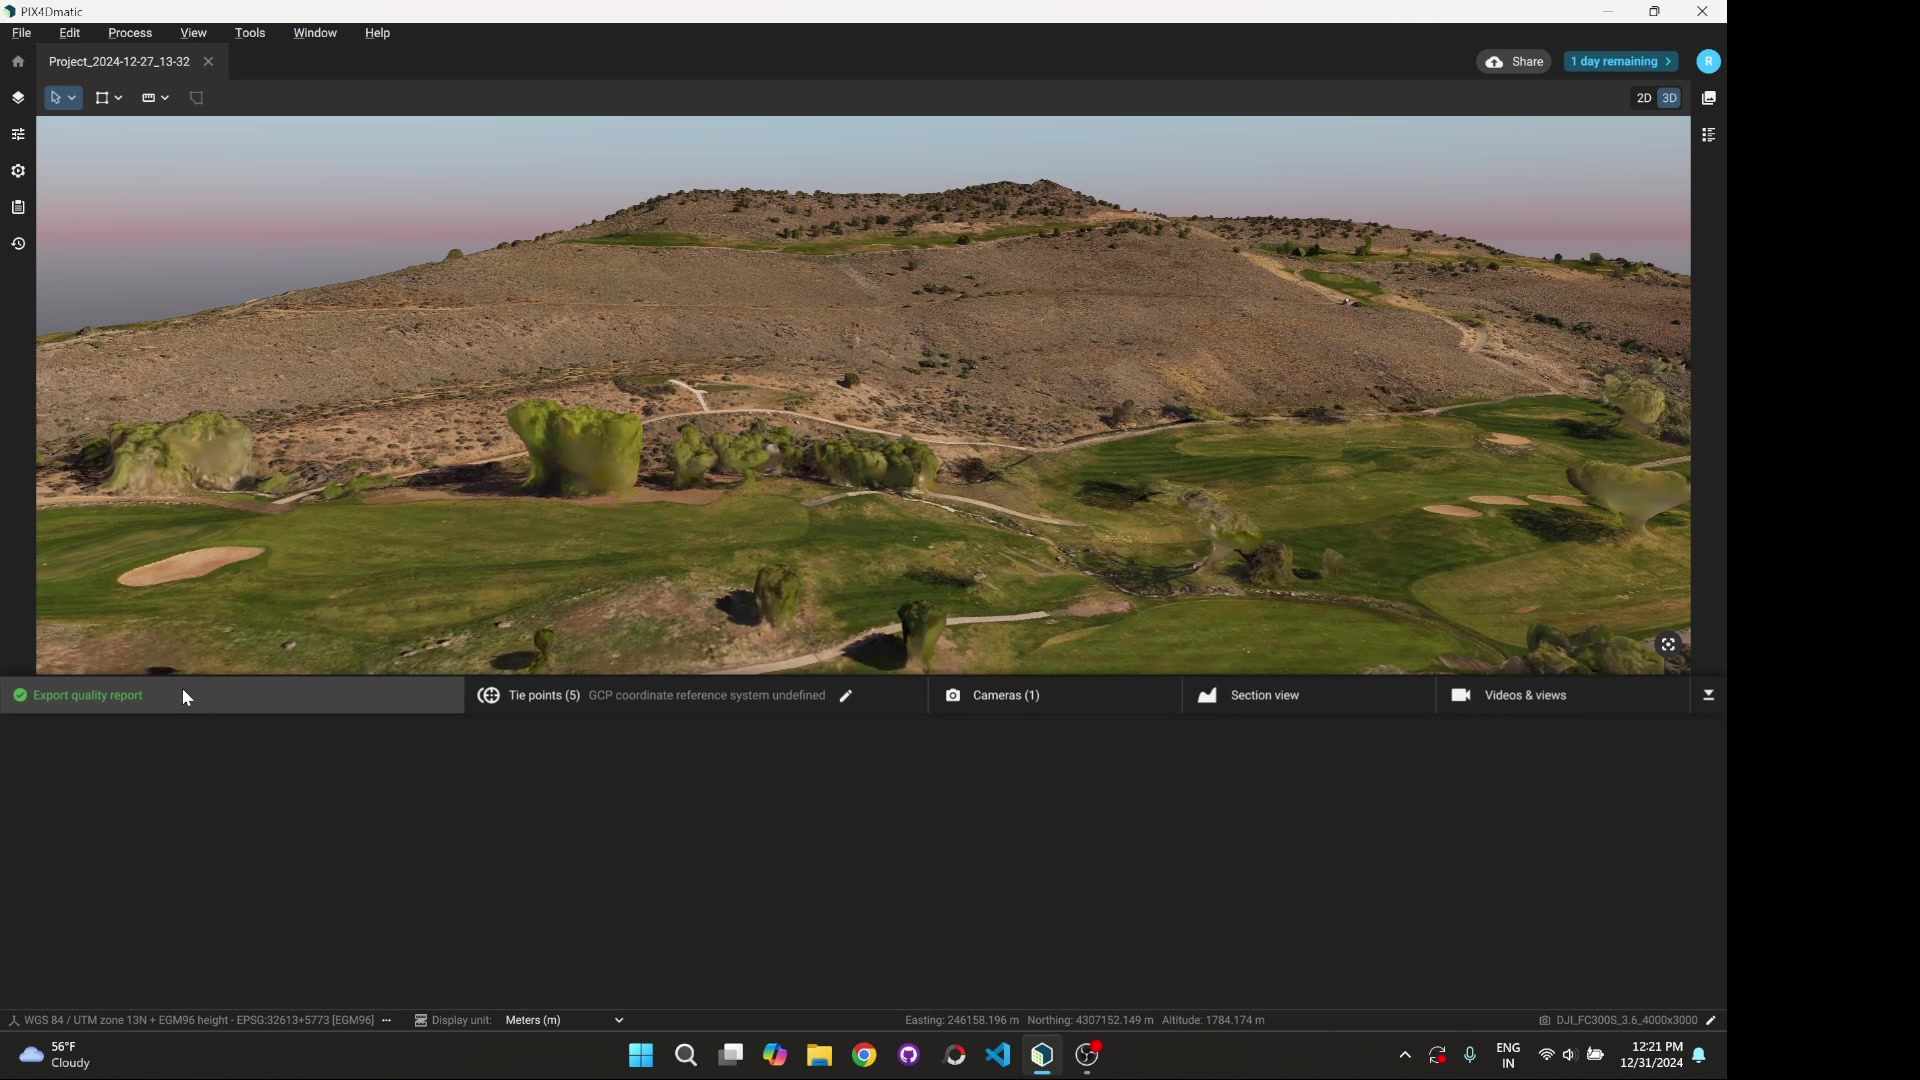 PIX4Dmatic
File Edit Process View Tools Window Help
Project_2024-12-27_13-32
Share
1 day remaining
R
2D 3D
Export quality report
Tie points (5) GCP coordinate reference system undefined
Cameras (1)
Section view
Videos & views
WGS 84 / UTM zone 13N + EGM96 height - EPSG:32613+5773 [EGM96]
Display unit: Meters (m)
Easting: 246158.196 m Northing: 4307152.149 m Altitude: 1784.174 m
DJI_FC300S_3.6_4000x3000
56°F
Cloudy
ENG
IN
12:21 PM
12/31/2024